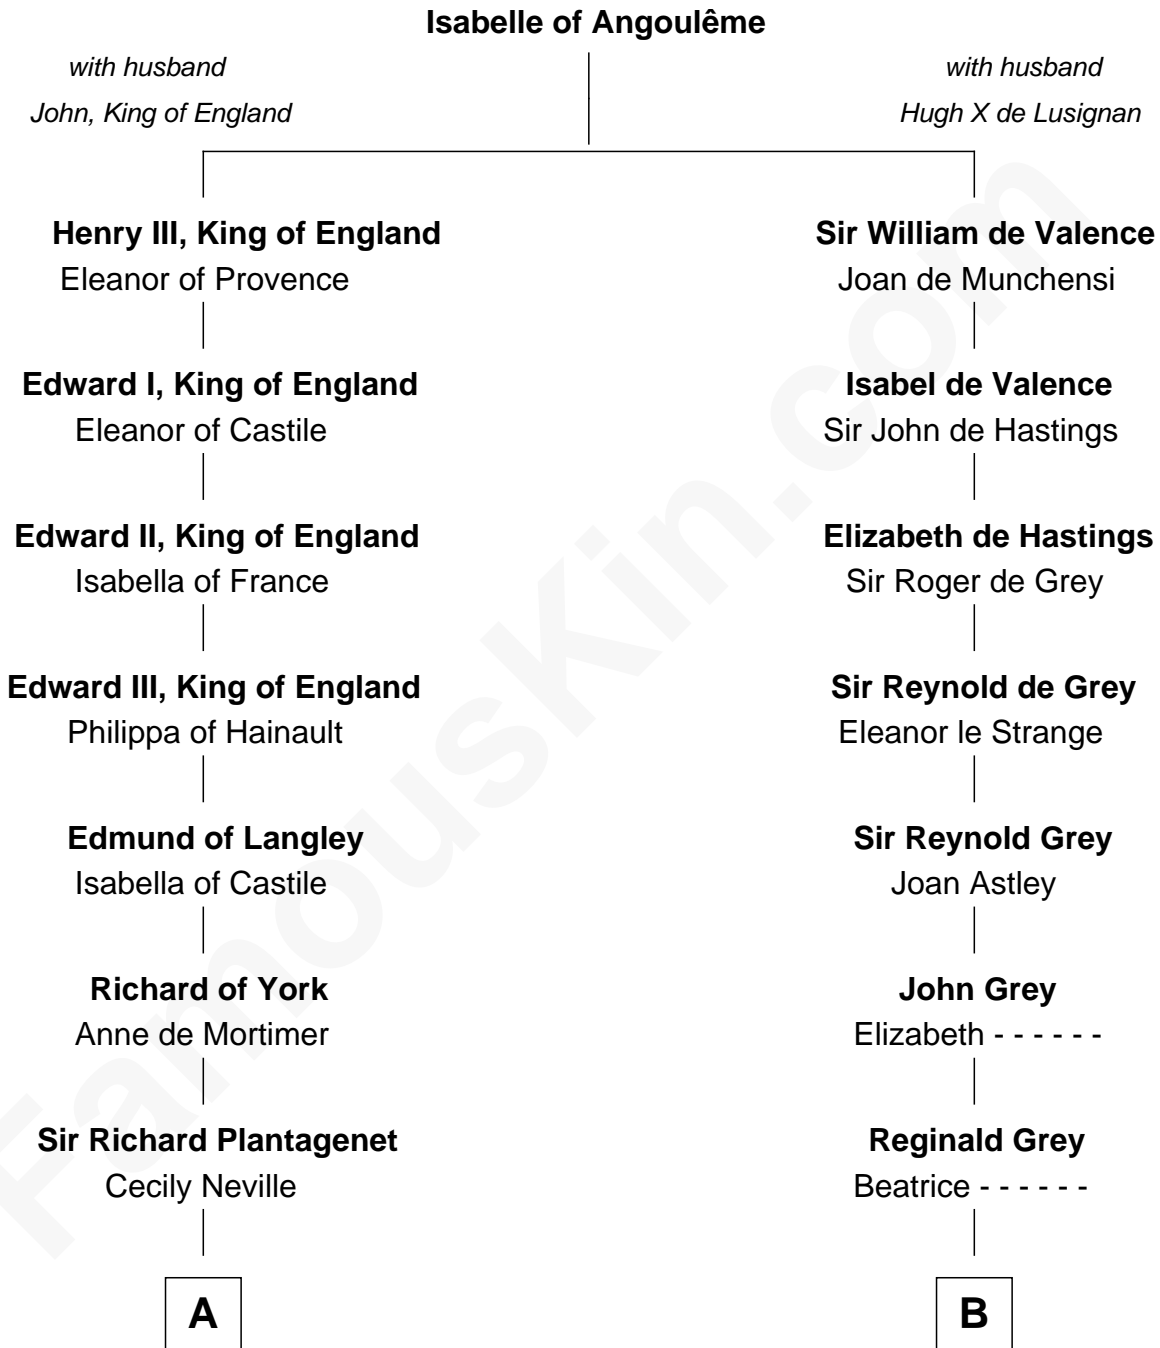 Isabelle of Angoulême
with husband
John, King of England
with husband
Hugh X de Lusignan
Henry III, King of England
Eleanor of Provence
Sir William de Valence
Joan de Munchensi
Edward I, King of England
Eleanor of Castile
Isabel de Valence
Sir John de Hastings
Edward II, King of England
Isabella of France
Elizabeth de Hastings
Sir Roger de Grey
Edward III, King of England
Philippa of Hainault
Sir Reynold de Grey
Eleanor le Strange
Edmund of Langley
Isabella of Castile
Sir Reynold Grey
Joan Astley
Richard of York
Anne de Mortimer
John Grey
Elizabeth - - - - - -
Sir Richard Plantagenet
Cecily Neville
Reginald Grey
Beatrice - - - - - -
A
B
FamousKin.com